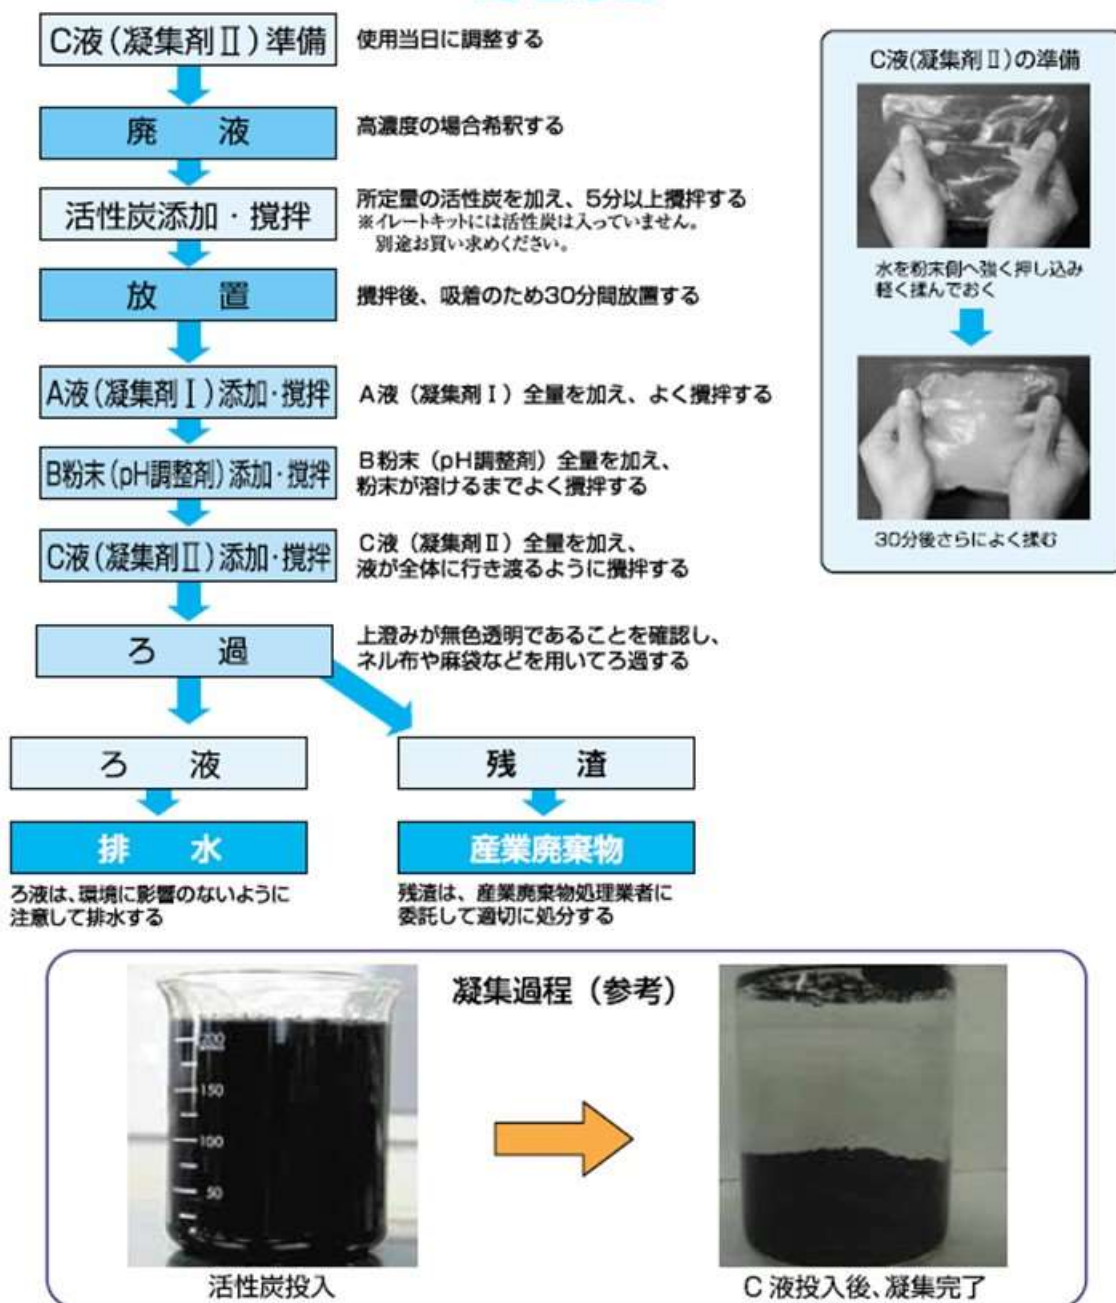 C液(凝集剤Ⅱ)準備
使用当日に調整する
廃　液
高濃度の場合希釈する
活性炭添加・撹拌
所定量の活性炭を加え、5分以上攪拌する
※イレートキットには活性炭は入っていません。
別途お買い求めください。
放　置
攪拌後、吸着のため30分間放置する
A液(凝集剤Ⅰ)添加・撹拌
A液（凝集剤Ⅰ）全量を加え、よく攪拌する
B粉末(pH調整剤)添加・撹拌
B粉末（pH調整剤）全量を加え、
粉末が溶けるまでよく攪拌する
C液(凝集剤Ⅱ)添加・撹拌
C液（凝集剤Ⅱ）全量を加え、
液が全体に行き渡るように攪拌する
ろ　過
上澄みが無色透明であることを確認し、
ネル布や麻袋などを用いてろ過する
ろ　液
排　水
ろ液は、環境に影響のないように
注意して排水する
残　渣
産業廃棄物
残渣は、産業廃棄物処理業者に
委託して適切に処分する
C液(凝集剤Ⅱ)の準備
水を粉末側へ強く押し込み
軽く揉んでおく
30分後さらによく揉む
凝集過程（参考）
200
150
100
50
活性炭投入
C液投入後、凝集完了